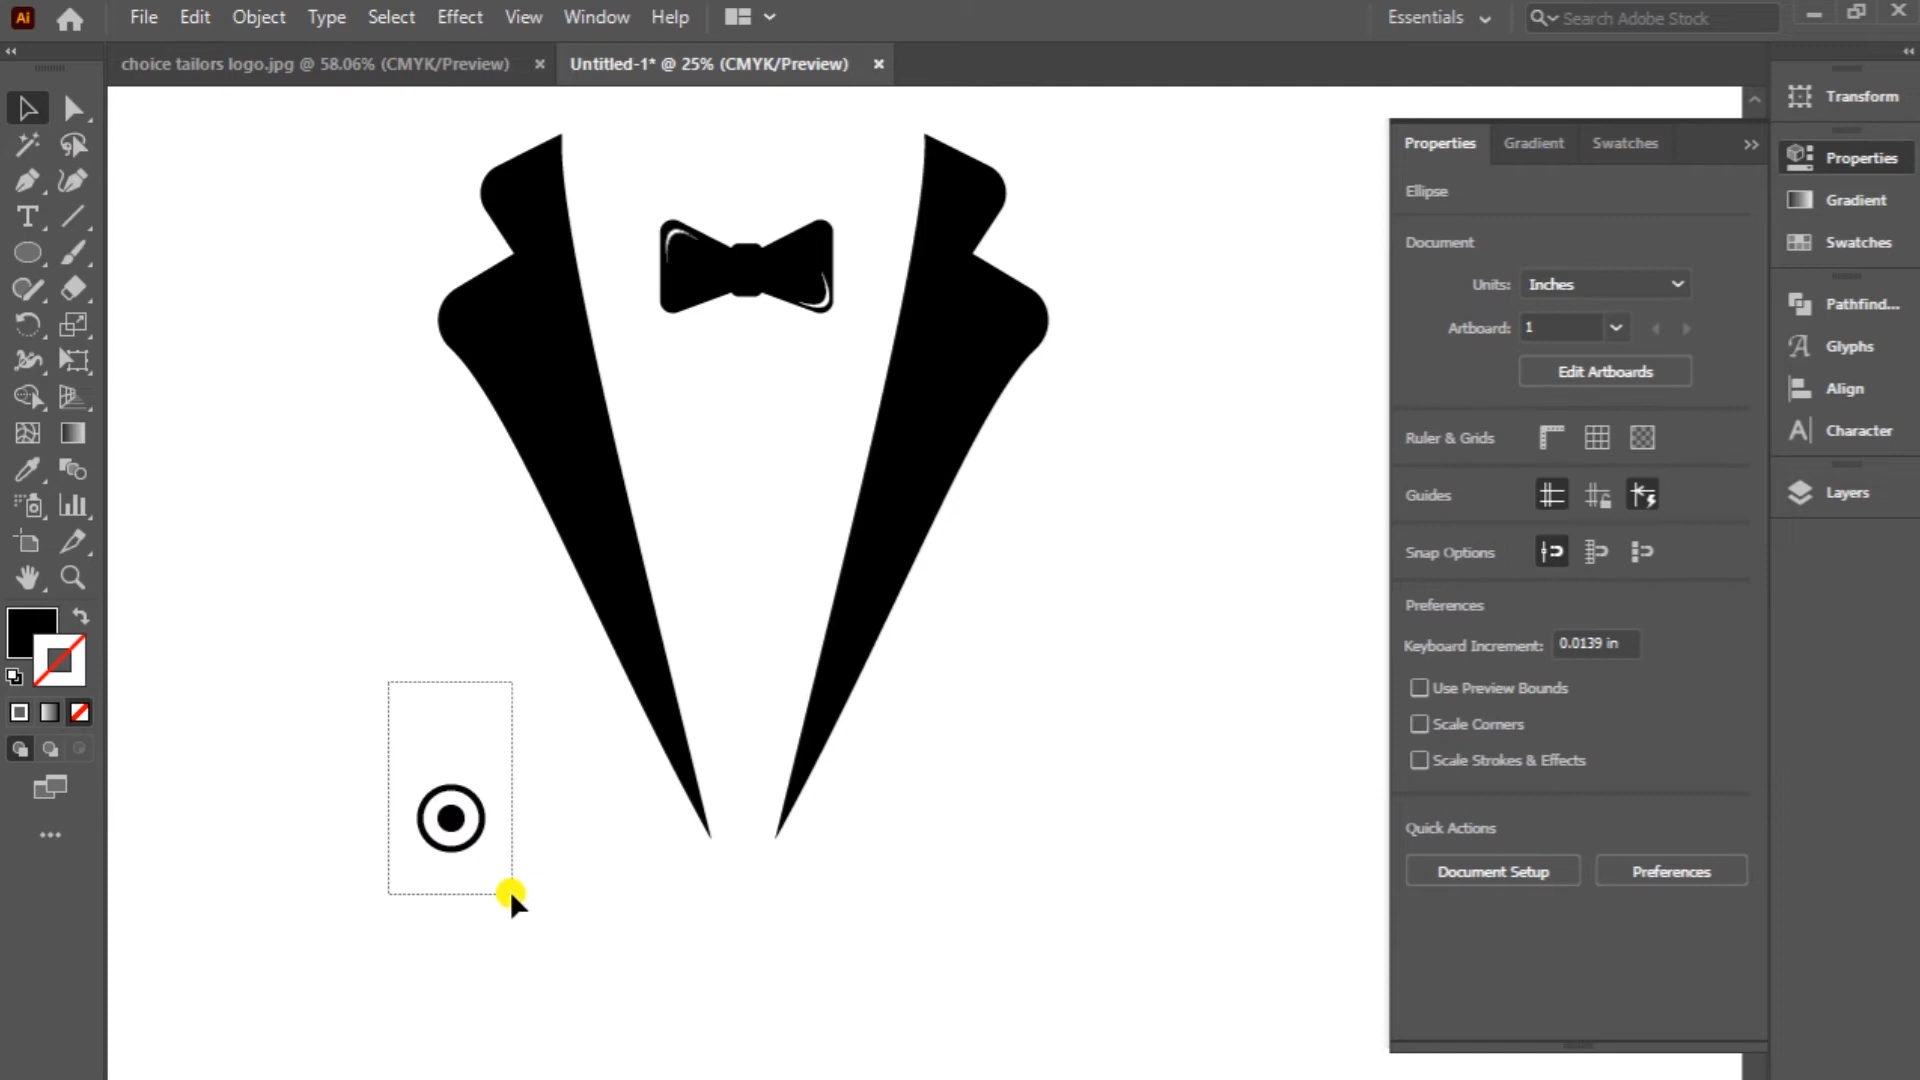 Ai
File Edit Object Type Select Effect View Window Help
Essentials
Search Adobe Stock
choice tailors logo.jpg @ 58.06% (CMYK/Preview)
Untitled-1* @ 25% (CMYK/Preview)
Properties Gradient Swatches
Ellipse
Document
Units: Inches
Artboard: 1
Edit Artboards
Ruler & Grids
Guides
Snap Options
Preferences
Keyboard Increment: 0.0139 in
Use Preview Bounds
Scale Corners
Scale Strokes & Effects
Quick Actions
Document Setup Preferences
Transform
Properties
Gradient
Swatches
Pathfind...
Glyphs
Align
Character
Layers